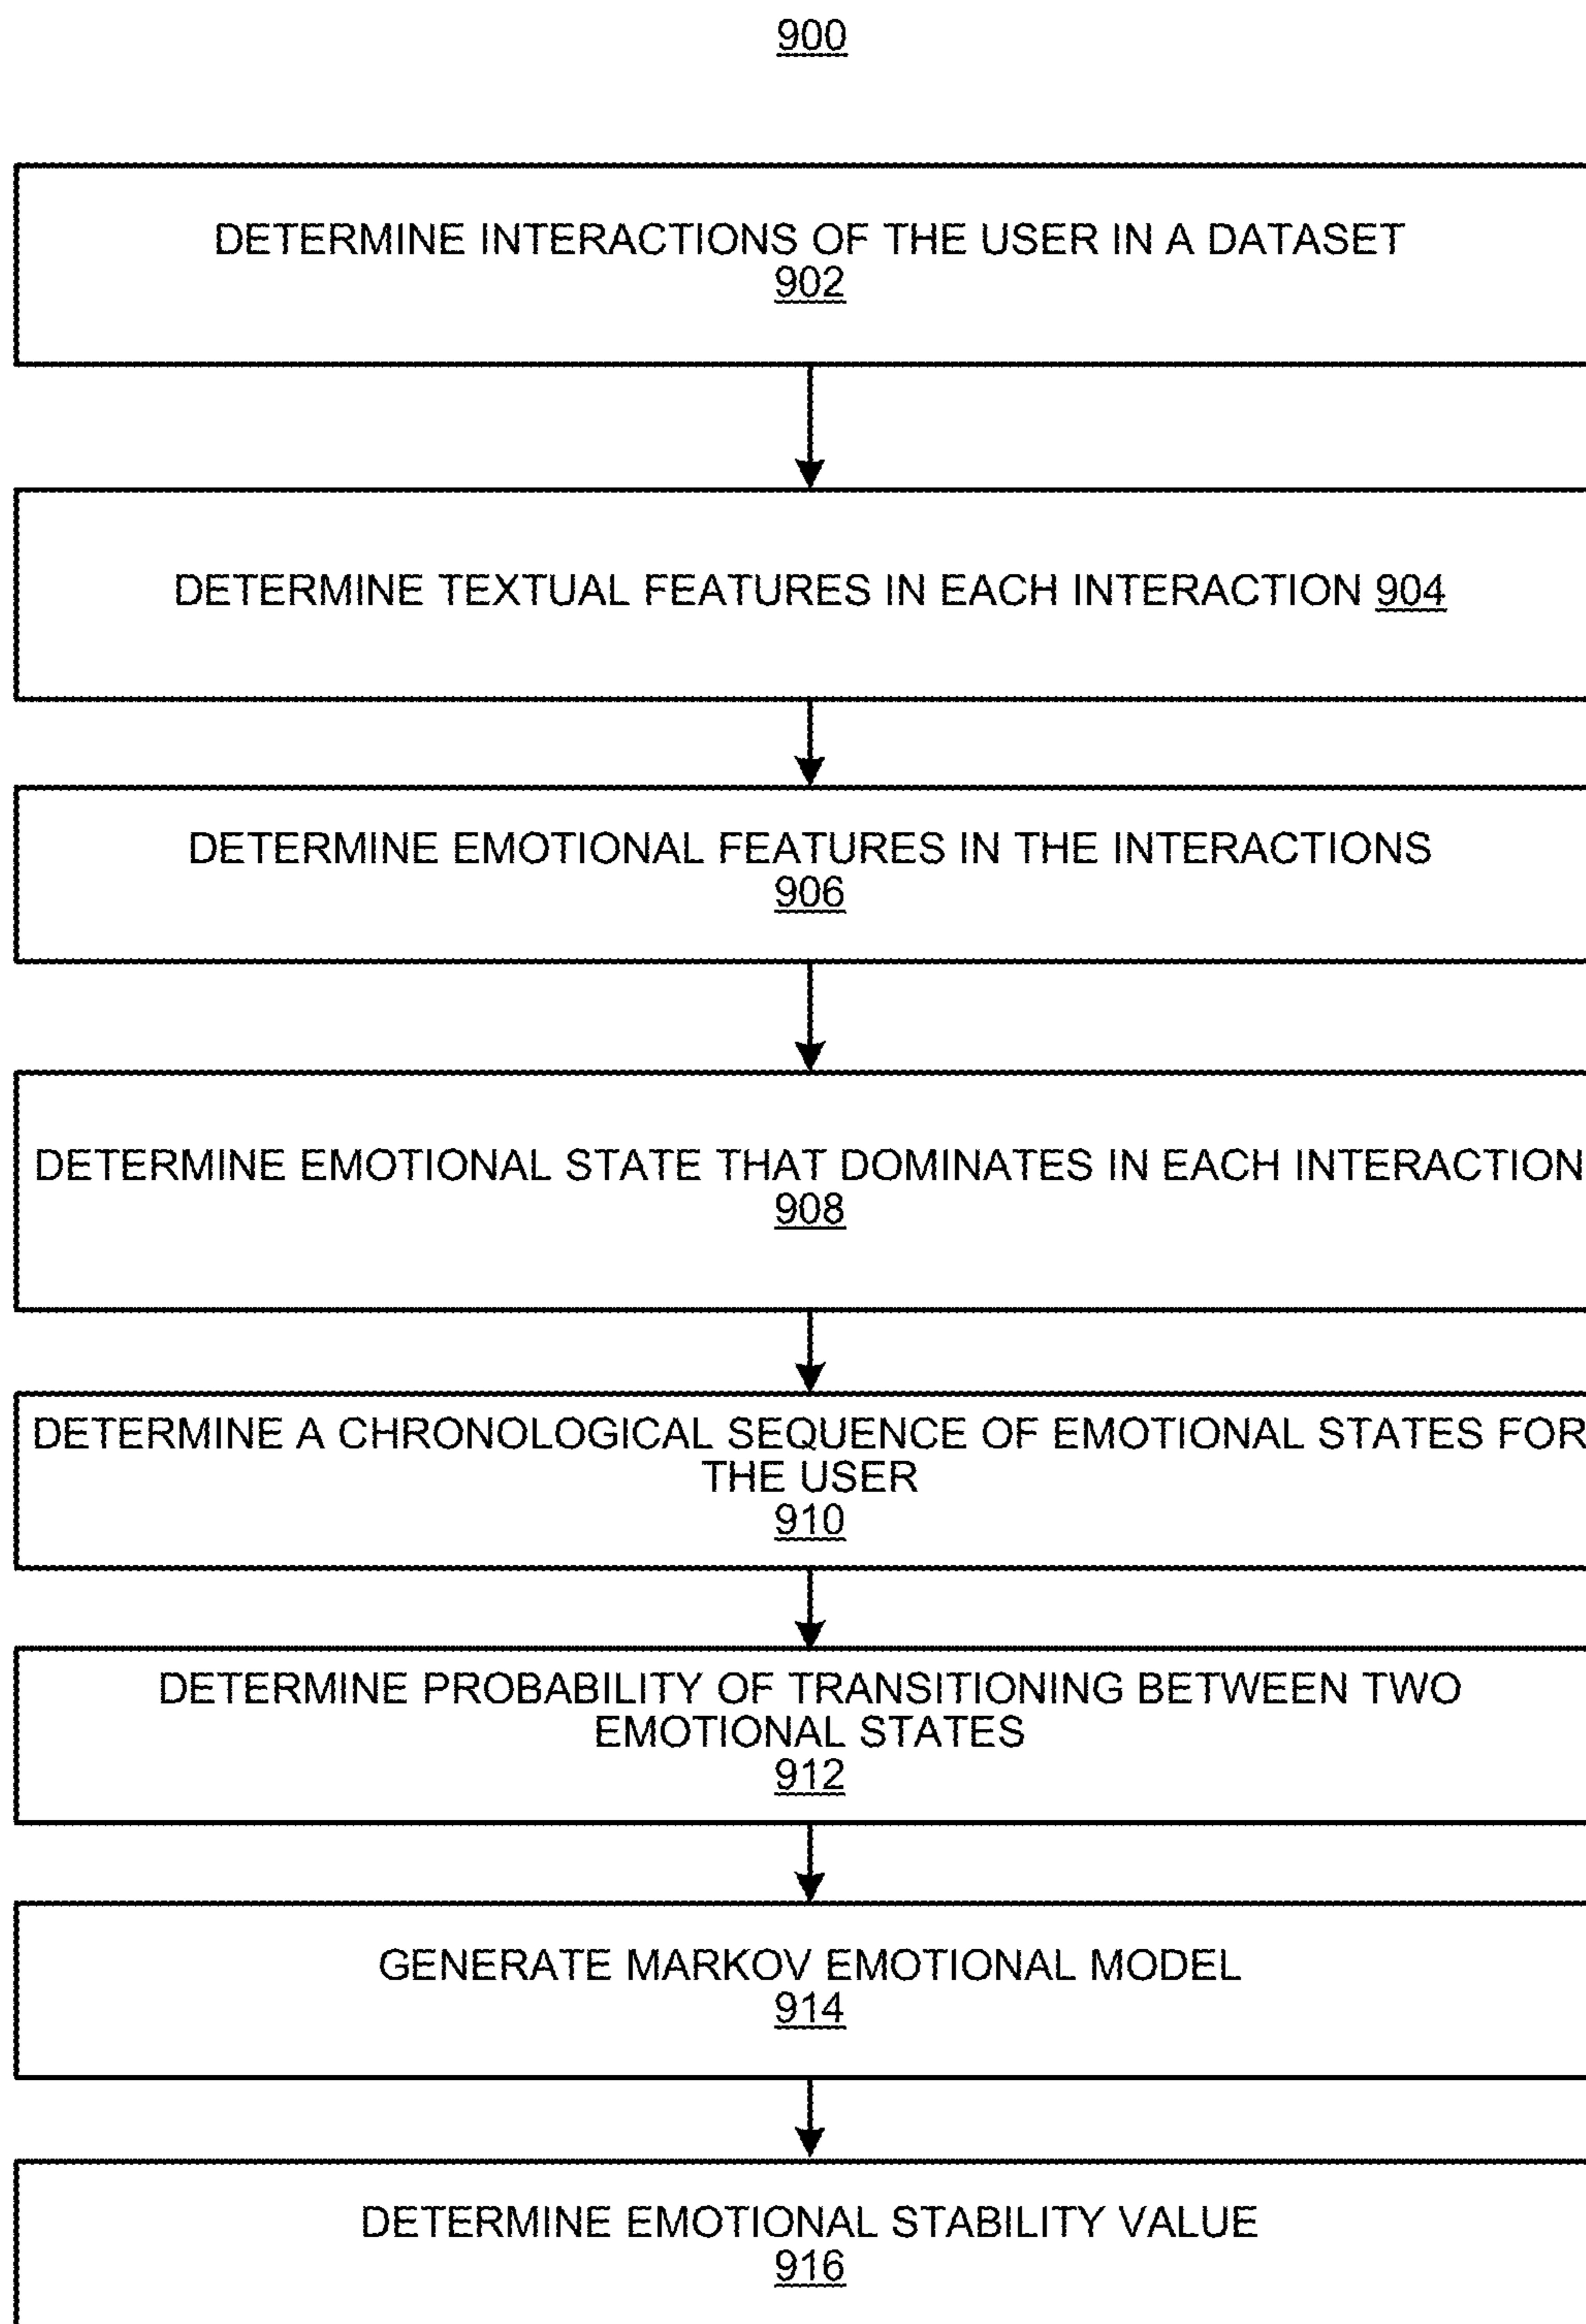 900
DETERMINE INTERACTIONS OF THE USER IN A DATASET
902
DETERMINE TEXTUAL FEATURES IN EACH INTERACTION 904
DETERMINE EMOTIONAL FEATURES IN THE INTERACTIONS
906
DETERMINE EMOTIONAL STATE THAT DOMINATES IN EACH INTERACTION
908
DETERMINE A CHRONOLOGICAL SEQUENCE OF EMOTIONAL STATES FOR
THE USER
910
DETERMINE PROBABILITY OF TRANSITIONING BETWEEN TWO
EMOTIONAL STATES
912
GENERATE MARKOV EMOTIONAL MODEL
914
DETERMINE EMOTIONAL STABILITY VALUE
916